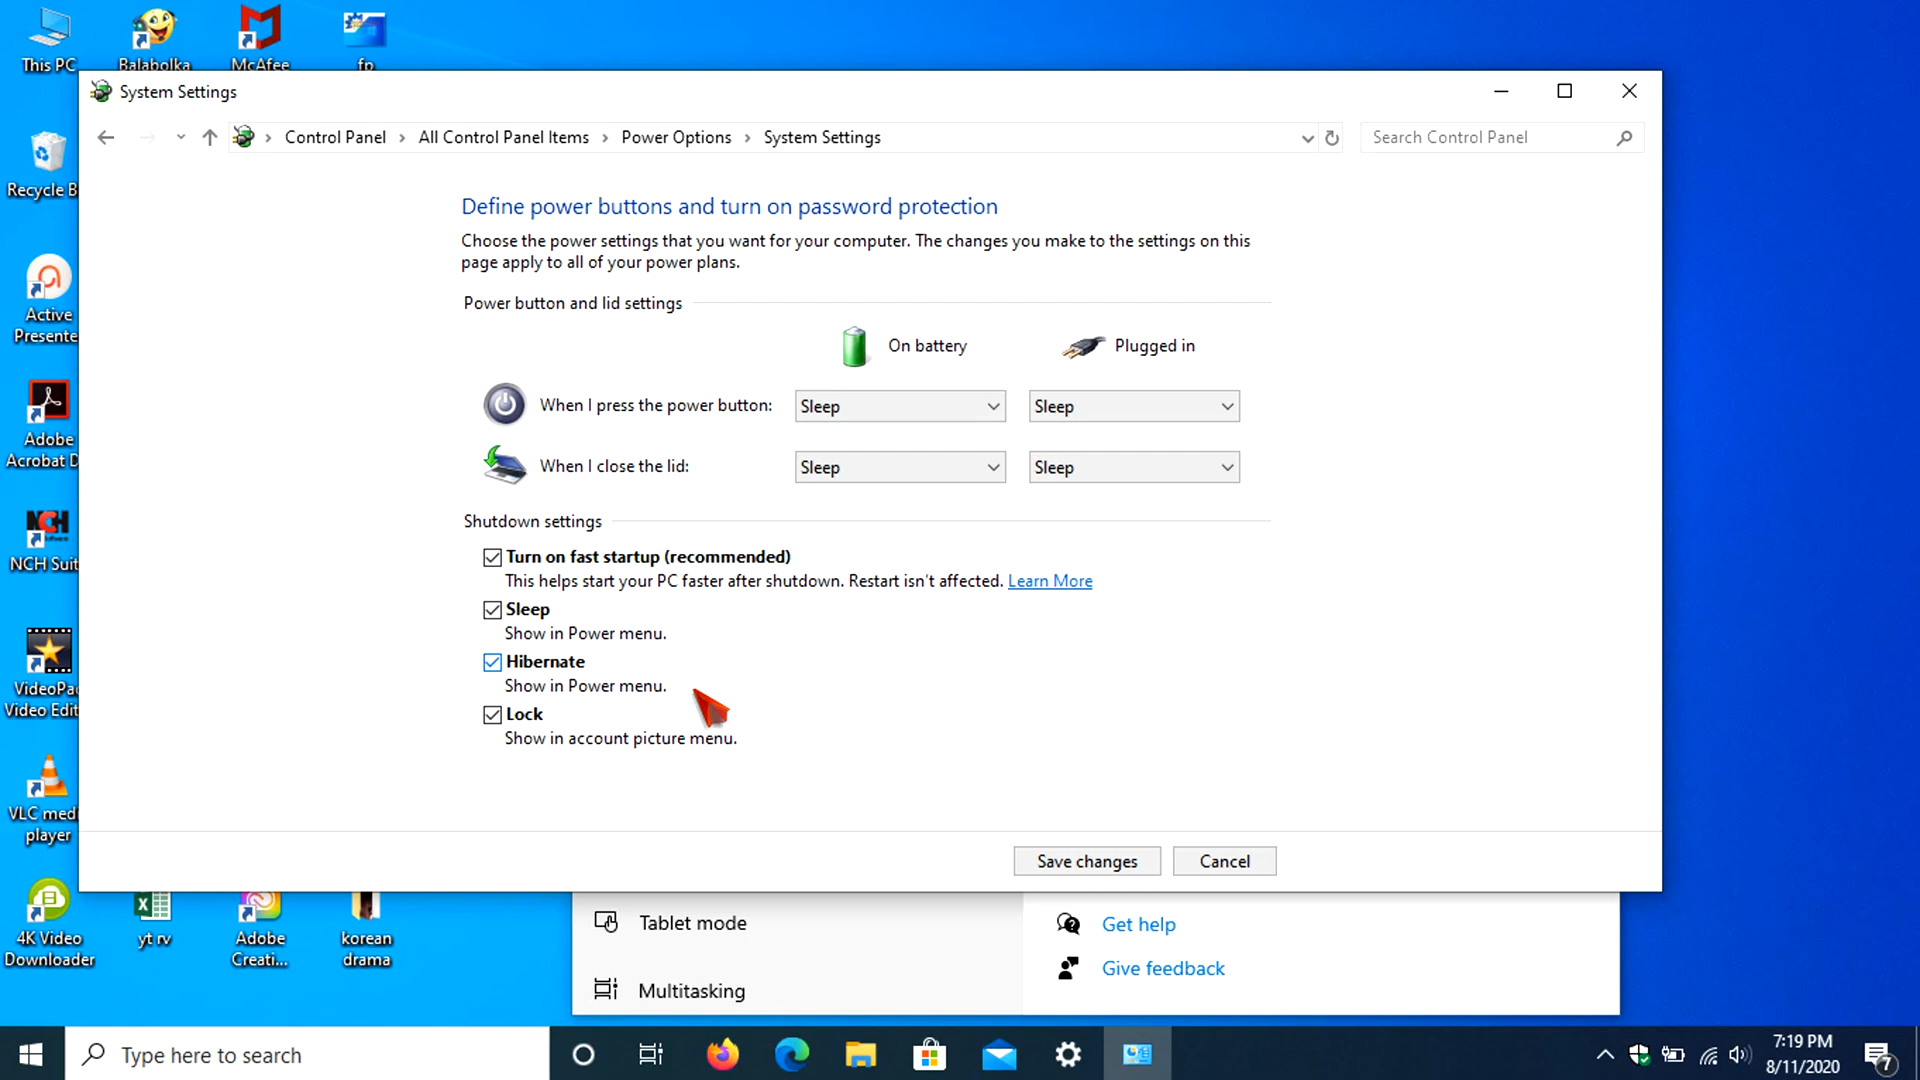 This PC
Balabolka
McAfee
fp
System Settings
Control Panel > All Control Panel Items > Power Options > System Settings
Search Control Panel
Recycle B
Define power buttons and turn on password protection
Choose the power settings that you want for your computer. The changes you make to the settings on this
page apply to all of your power plans.
Power button and lid settings
On battery
Plugged in
When I press the power button:
Sleep
Sleep
When I close the lid:
Sleep
Sleep
Shutdown settings
Turn on fast startup (recommended)
This helps start your PC faster after shutdown. Restart isn't affected. Learn More
Sleep
Show in Power menu.
Hibernate
Show in Power menu.
Lock
Show in account picture menu.
Save changes
Cancel
Active
Presente
Adobe
Acrobat D
NCH
NCH Suit
VideoPa
Video Edit
VLC med
player
4K Video
Downloader
yt rv
Adobe
Creati...
korean
drama
Tablet mode
Multitasking
Get help
Give feedback
Type here to search
7:19 PM
8/11/2020
7